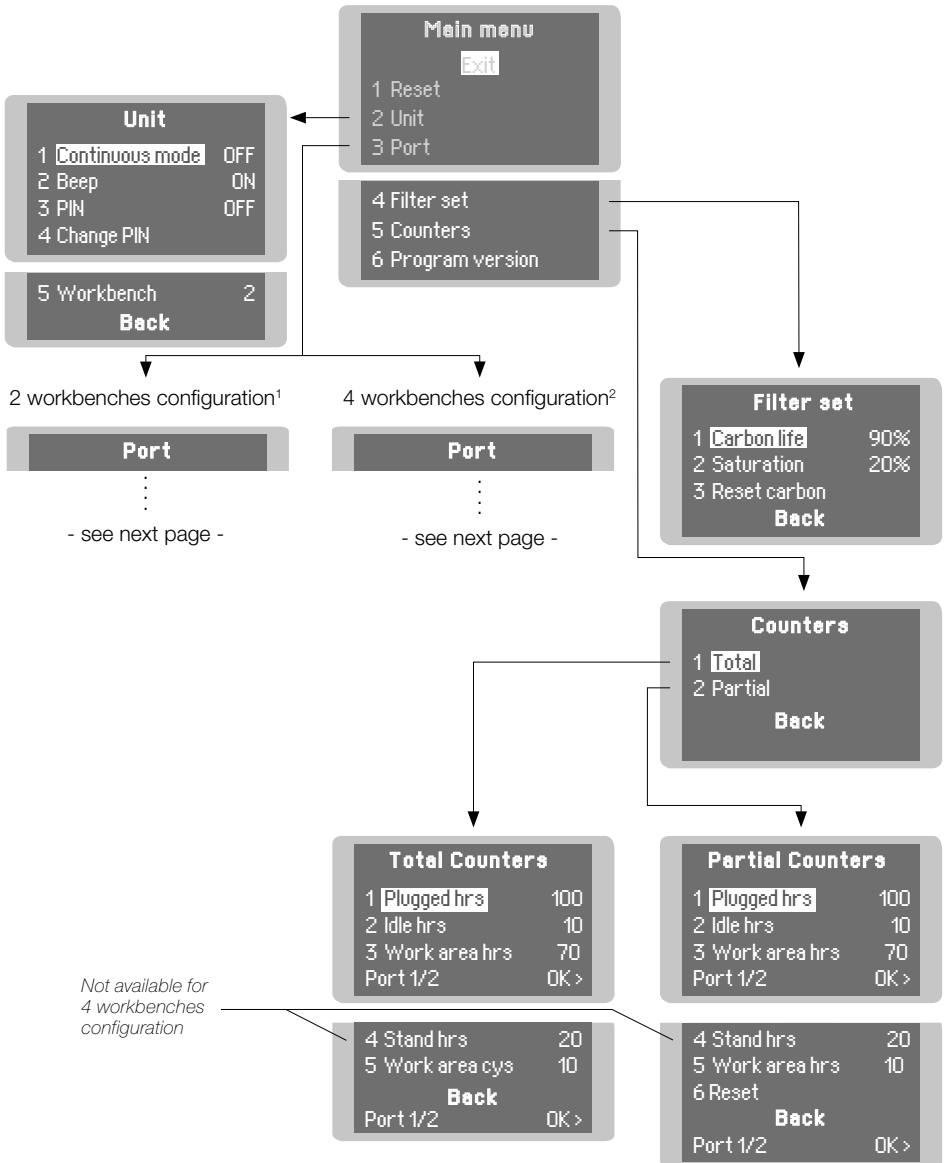 Main menu
Exit
1 Reset
2 Unit
3 Port
4 Filter set
5 Counters
6 Program version
Unit
1 Continuous mode OFF
2 Beep ON
3 PIN OFF
4 Change PIN
5 Workbench 2
Back
2 workbenches configuration¹
Port
- see next page -
4 workbenches configuration²
Port
- see next page -
Filter set
1 Carbon life 90%
2 Saturation 20%
3 Reset carbon
Back
Counters
1 Total
2 Partial
Back
Total Counters
1 Plugged hrs 100
2 Idle hrs 10
3 Work area hrs 70
Port 1/2 OK >
4 Stand hrs 20
5 Work area cys 10
Back
Port 1/2 OK >
Partial Counters
1 Plugged hrs 100
2 Idle hrs 10
3 Work area hrs 70
Port 1/2 OK >
4 Stand hrs 20
5 Work area hrs 10
6 Reset
Back
Port 1/2 OK >
Not available for
4 workbenches
configuration